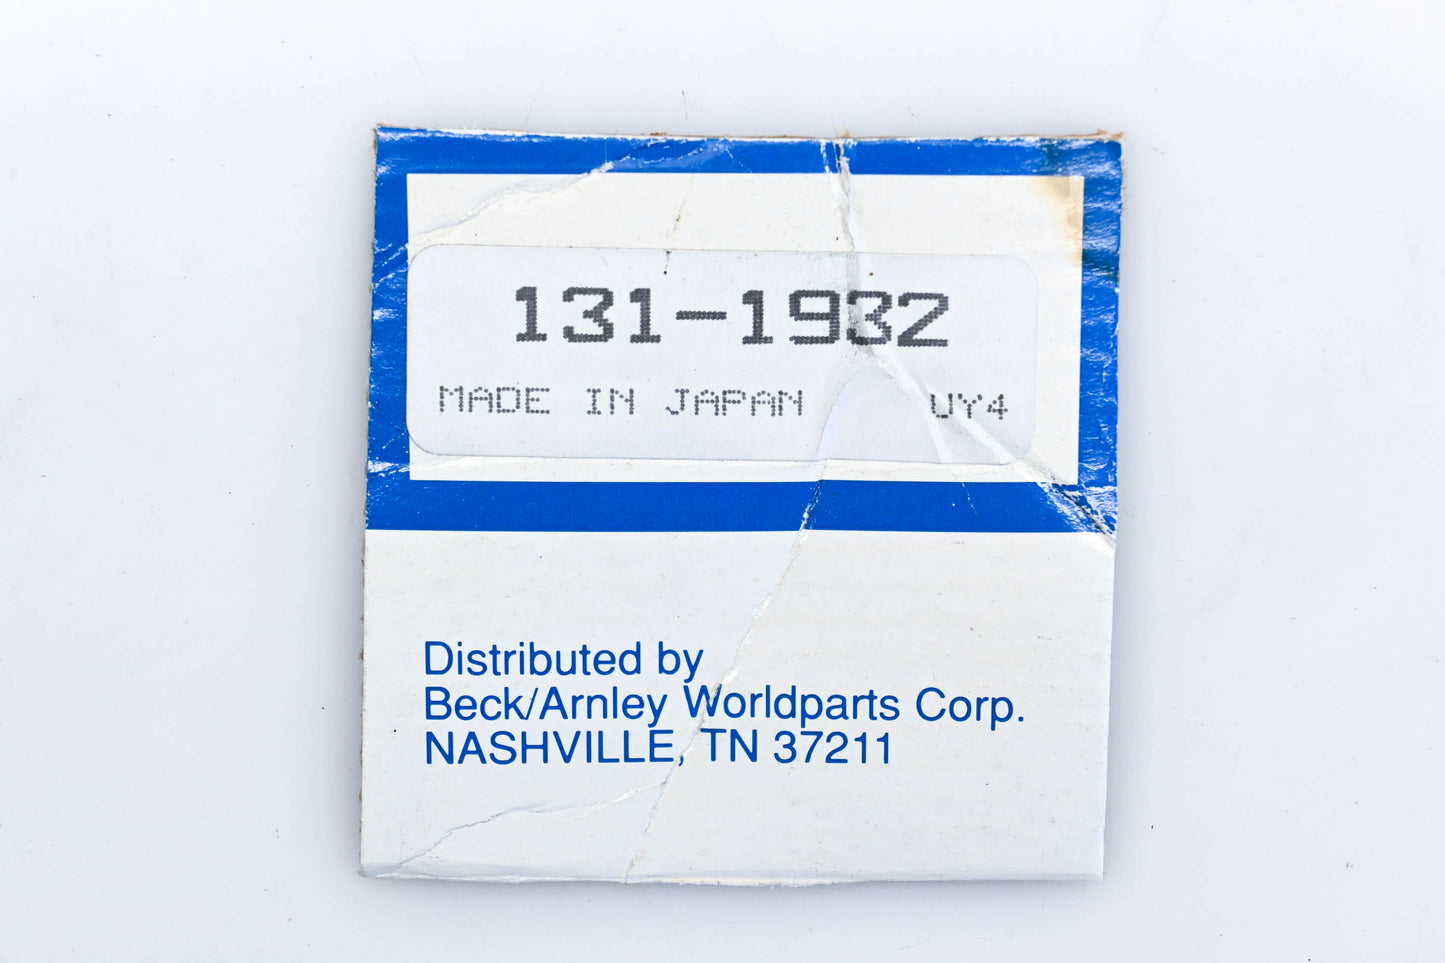 131-1932
MADE IN JAPAN UY4
Distributed by
Beck/Arnley Worldparts Corp.
NASHVILLE, TN 37211